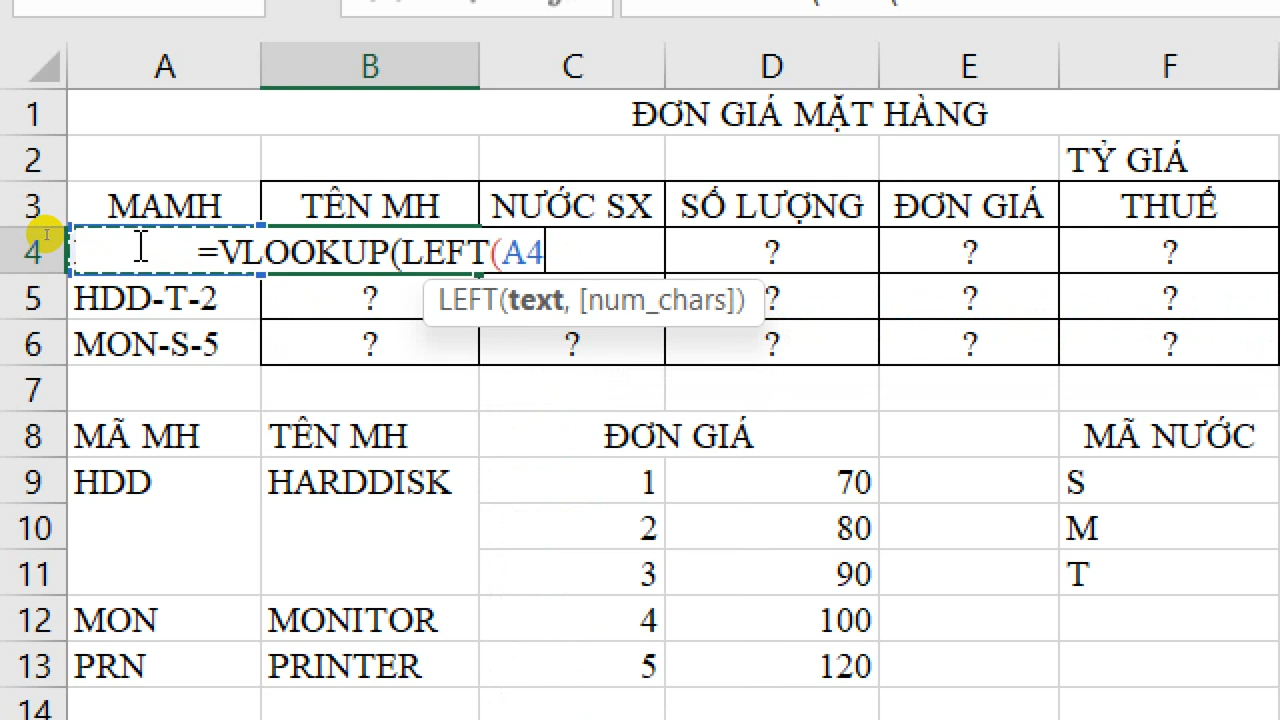 A B C D E F
1 ĐƠN GIÁ MẶT HÀNG
2 TỶ GIÁ
3 MAMH TÊN MH NƯỚC SX SỐ LƯỢNG ĐƠN GIÁ THUẾ
4 =VLOOKUP(LEFT(A4 ? ? ?
5 HDD-T-2 ? ? ? ?
LEFT(text, [num_chars])
6 MON-S-5 ? ? ? ? ?
7
8 MÃ MH TÊN MH ĐƠN GIÁ MÃ NƯỚC
9 HDD HARDDISK 1 70 S
10 2 80 M
11 3 90 T
12 MON MONITOR 4 100
13 PRN PRINTER 5 120
14